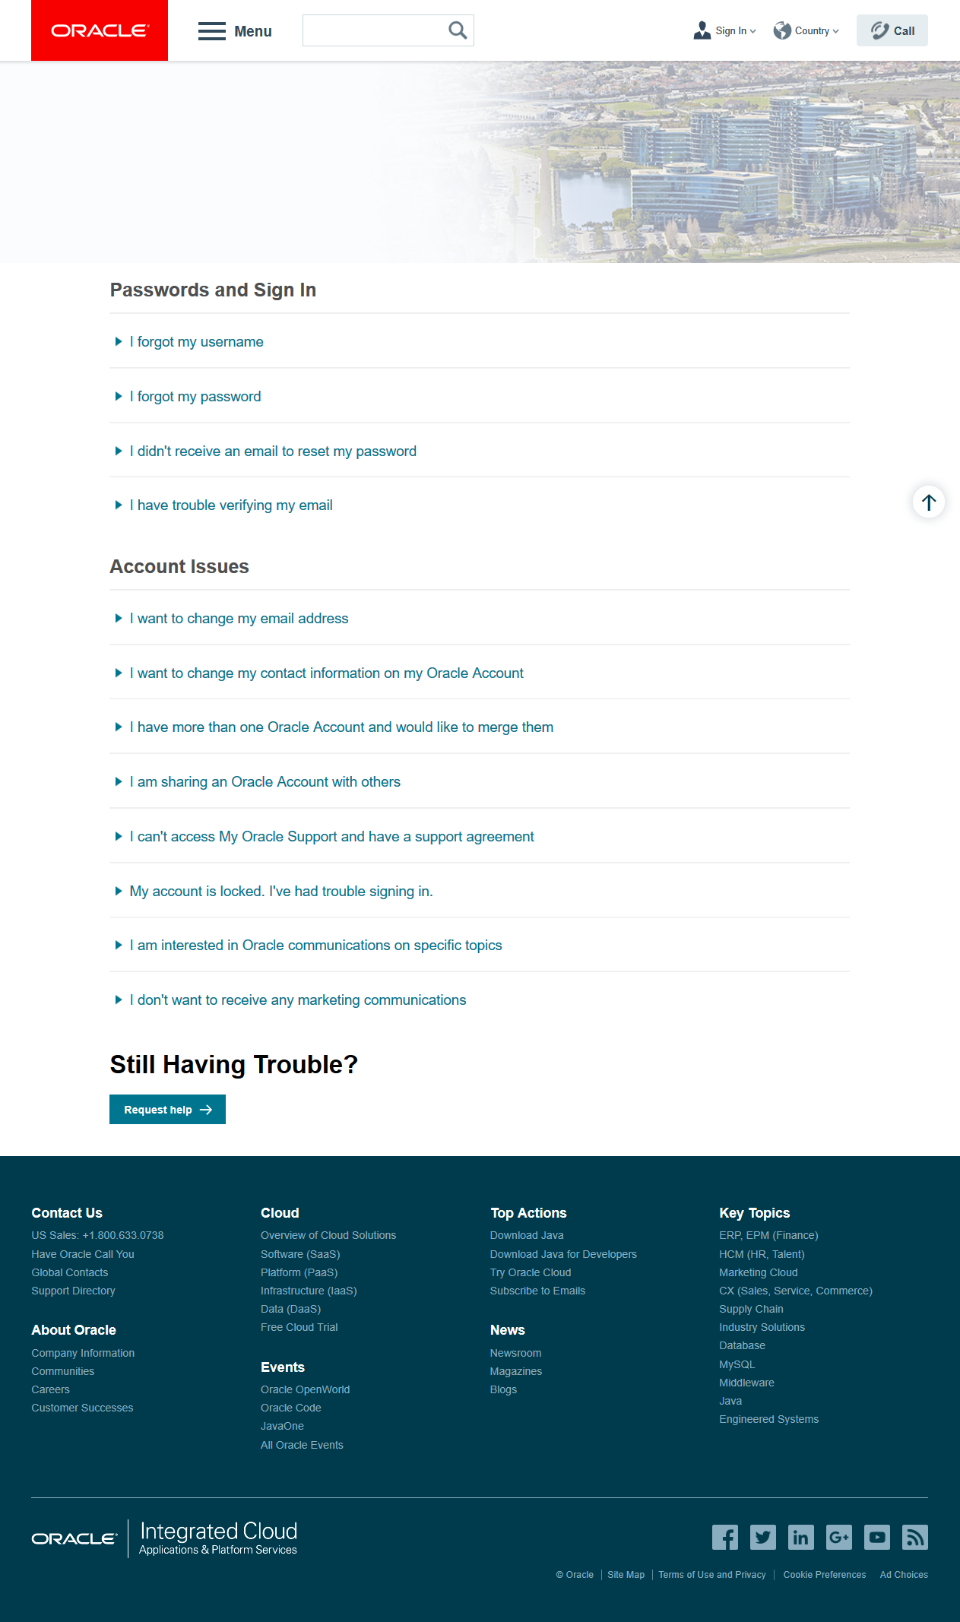 ORACLE
Menu
Sign In
Country
Call
Passwords and Sign In
I forgot my username
I forgot my password
I didn't receive an email to reset my password
I have trouble verifying my email
Account Issues
I want to change my email address
I want to change my contact information on my Oracle Account
I have more than one Oracle Account and would like to merge them
I am sharing an Oracle Account with others
I can't access My Oracle Support and have a support agreement
My account is locked. I've had trouble signing in.
I am interested in Oracle communications on specific topics
I don't want to receive any marketing communications
Still Having Trouble?
Request help
Contact Us
US Sales: +1.800.633.0738
Have Oracle Call You
Global Contacts
Support Directory
About Oracle
Company Information
Communities
Careers
Customer Successes
Cloud
Overview of Cloud Solutions
Software (SaaS)
Platform (PaaS)
Infrastructure (IaaS)
Data (DaaS)
Free Cloud Trial
Events
Oracle OpenWorld
Oracle Code
JavaOne
All Oracle Events
Top Actions
Download Java
Download Java for Developers
Try Oracle Cloud
Subscribe to Emails
News
Newsroom
Magazines
Blogs
Key Topics
ERP, EPM (Finance)
HCM (HR, Talent)
Marketing Cloud
CX (Sales, Service, Commerce)
Supply Chain
Industry Solutions
Database
MySQL
Middleware
Java
Engineered Systems
ORACLE
Integrated Cloud
Applications & Platform Services
© Oracle | Site Map | Terms of Use and Privacy | Cookie Preferences Ad Choices